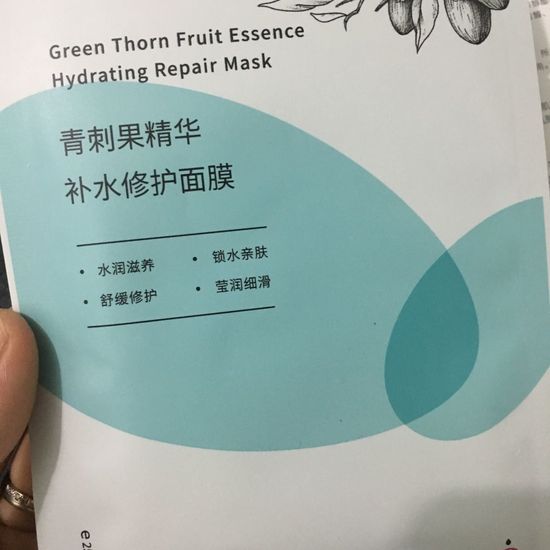 Green Thorn Fruit Essence
Hydrating Repair Mask
青刺果精华
补水修护面膜
• 水润滋养 • 锁水亲肤
• 舒缓修护 • 莹润细滑